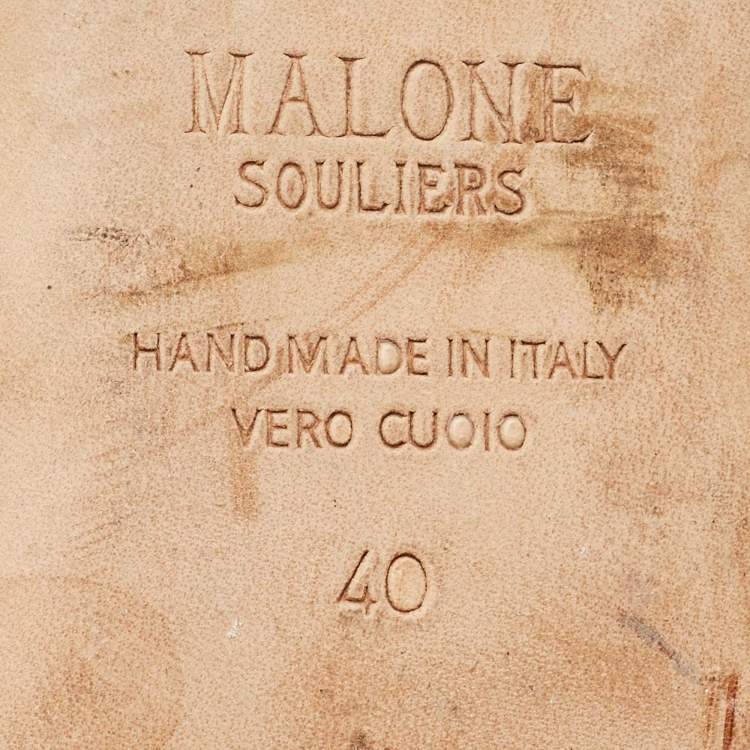 MALONE
SOULIERS
HAND MADE IN ITALY
VERO CUOIO
40